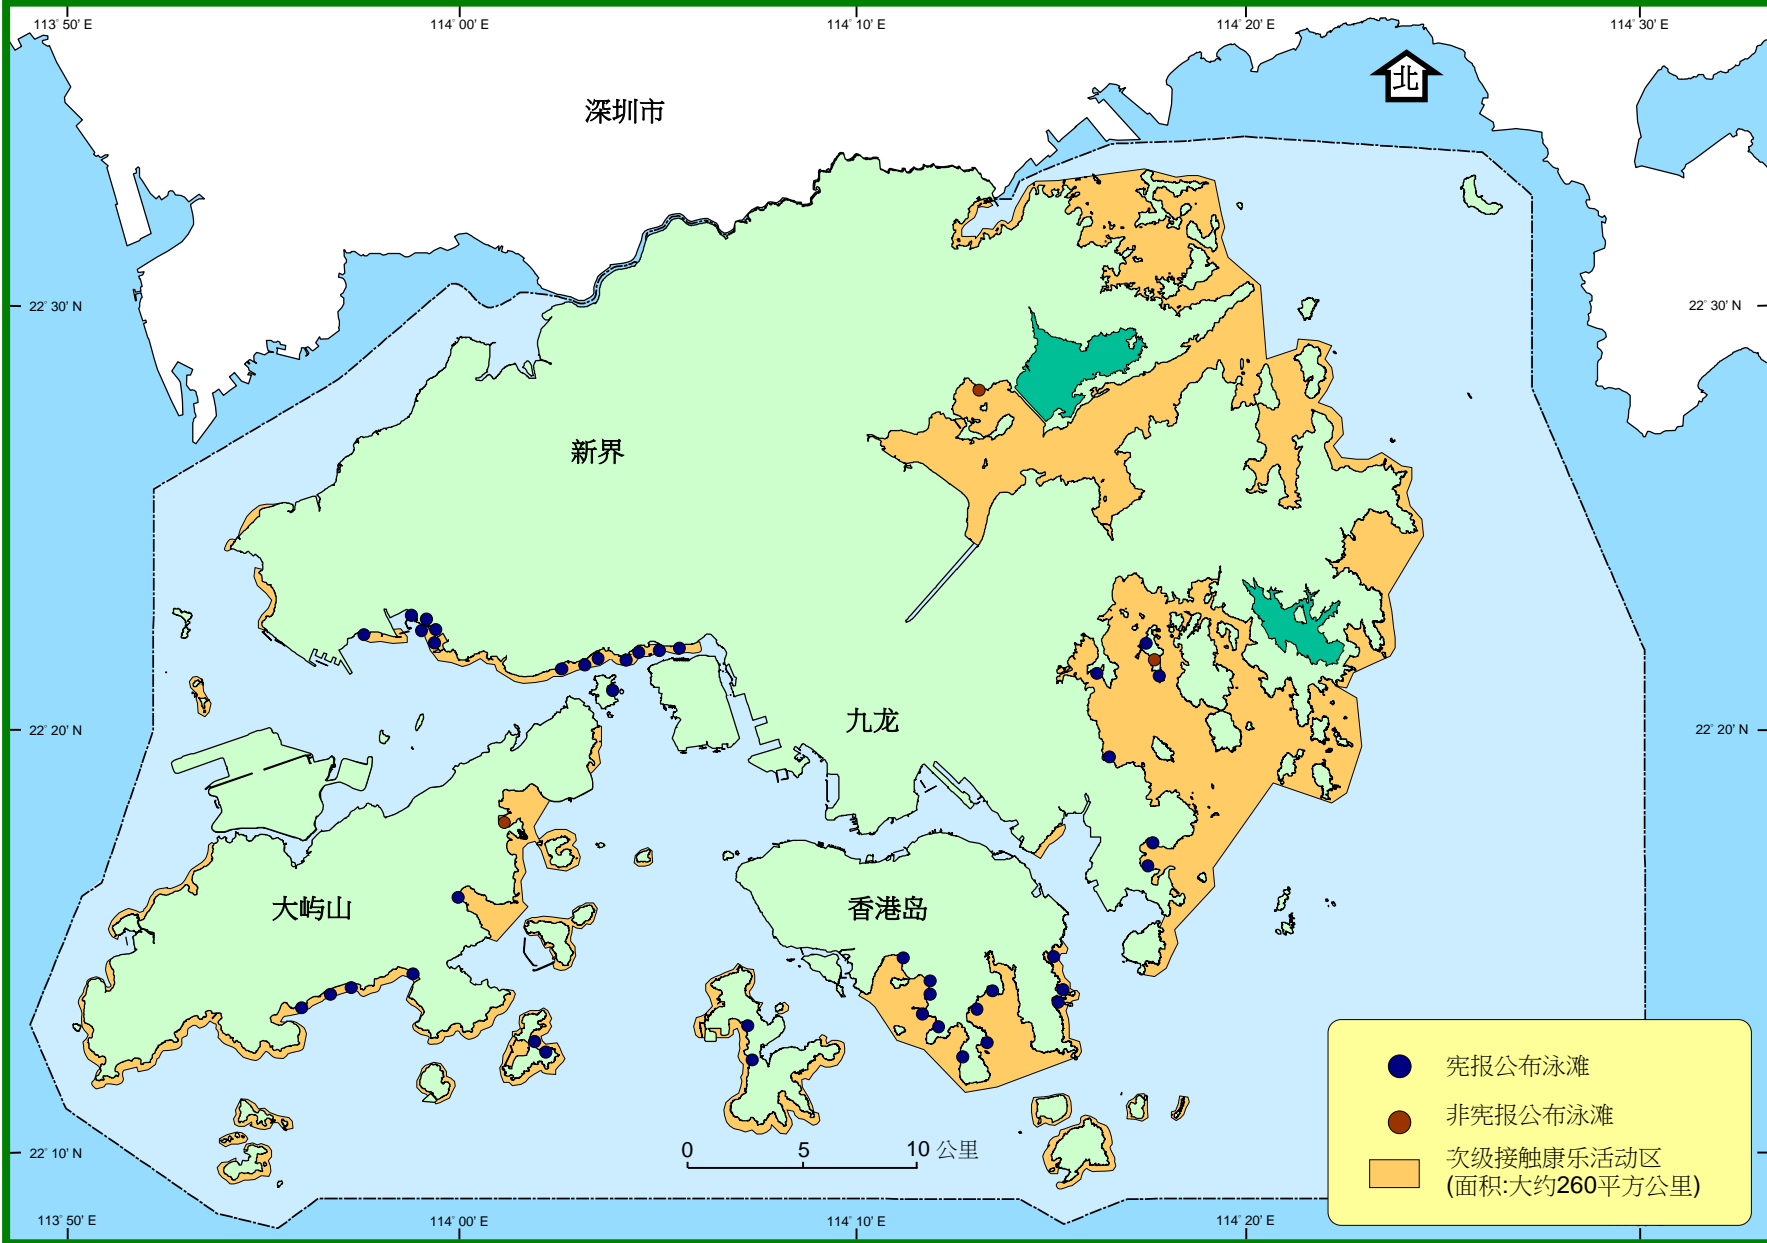 113° 50' E
114° 00' E
114° 10' E
114° 20' E
114° 30' E
北
深圳市
22° 30' N
22° 30' N
新界
九龙
22° 20' N
22° 20' N
大屿山
香港岛
宪报公布泳滩
非宪报公布泳滩
次级接触康乐活动区
(面积:大约260平方公里)
0 5 10 公里
22° 10' N
113° 50' E
114° 00' E
114° 10' E
114° 20' E